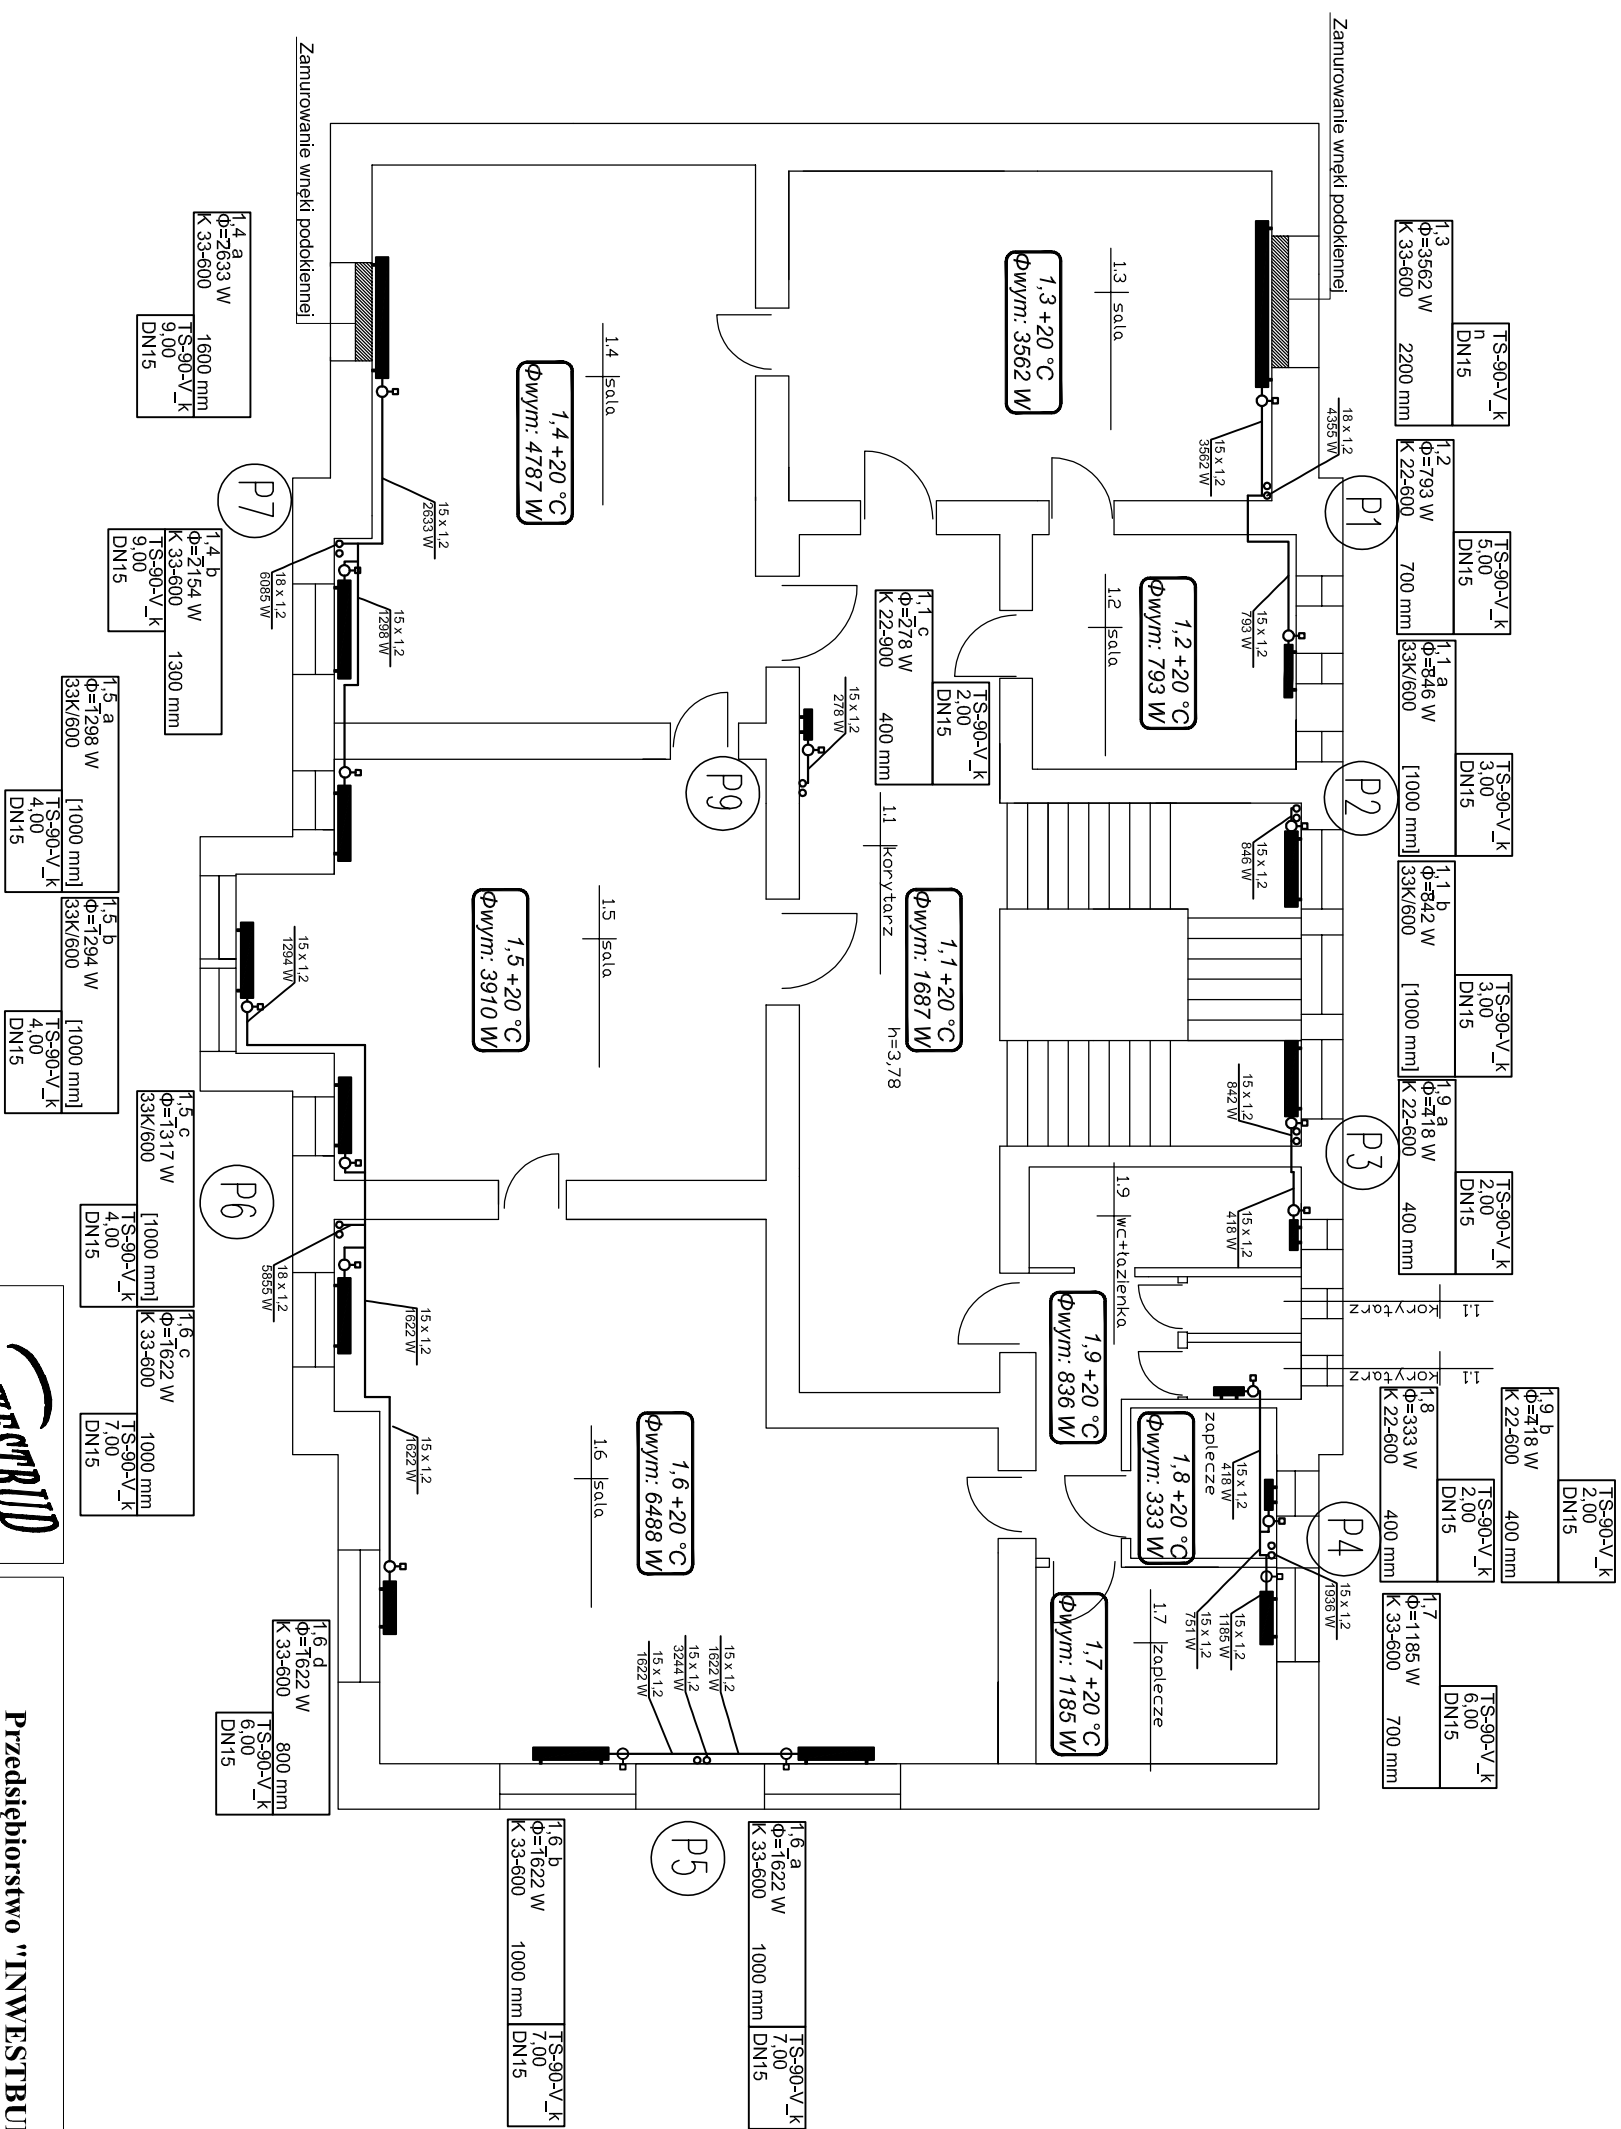 Zamurowanie wnęki podokiennej
Zamurowanie wnęki podokiennej
1,3
Φ=3562 W
K 33-600 2200 mm
TS-90-V_k
n
DN15
1,2
Φ=793 W
K 22-600 700 mm
TS-90-V_k
5,00
DN15
1,1_a
Φ=846 W
33K/600 [1000 mm]
TS-90-V_k
3,00
DN15
1,1_b
Φ=842 W
33K/600 [1000 mm]
TS-90-V_k
3,00
DN15
1,9_a
Φ=418 W
K 22-600 400 mm
TS-90-V_k
2,00
DN15
1,9_b
Φ=418 W
K 22-600 400 mm
TS-90-V_k
2,00
DN15
1,8
Φ=333 W
K 22-600 400 mm
TS-90-V_k
2,00
DN15
1,7
Φ=1185 W
K 33-600 700 mm
TS-90-V_k
6,00
DN15
P1
P2
P3
P4
1.1
korytarz
1.1
korytarz
18 x 1,2
4355 W
15 x 1,2
3562 W
15 x 1,2
793 W
15 x 1,2
846 W
15 x 1,2
842 W
15 x 1,2
418 W
15 x 1,2
418 W
15 x 1,2
1936 W
15 x 1,2
1185 W
15 x 1,2
751 W
1.3 sala
1,3 +20 °C
Φwym: 3562 W
1.2 sala
1,2 +20 °C
Φwym: 793 W
1.9 wc+łazienka
1,9 +20 °C
Φwym: 836 W
zaplecze
1,8 +20 °C
Φwym: 333 W
1.7 zaplecze
1,7 +20 °C
Φwym: 1185 W
1,1_c
Φ=278 W
K 22-900 400 mm
TS-90-V_k
2,00
DN15
15 x 1,2
278 W
1.1 korytarz
1,1 +20 °C
Φwym: 1687 W
h=3,78
P9
1.4 sala
1,4 +20 °C
Φwym: 4787 W
1.5 sala
1,5 +20 °C
Φwym: 3910 W
1.6 sala
1,6 +20 °C
Φwym: 6488 W
15 x 1,2
1622 W
15 x 1,2
3244 W
15 x 1,2
1622 W
15 x 1,2
2633 W
15 x 1,2
1298 W
18 x 1,2
6085 W
15 x 1,2
1294 W
18 x 1,2
5855 W
15 x 1,2
1622 W
15 x 1,2
1622 W
P7
P6
P5
1,4_a
Φ=2633 W
K 33-600 1600 mm
TS-90-V_k
9,00
DN15
1,4_b
Φ=2154 W
K 33-600 1300 mm
TS-90-V_k
9,00
DN15
1,5_a
Φ=1298 W
33K/600 [1000 mm]
TS-90-V_k
4,00
DN15
1,5_b
Φ=1294 W
33K/600 [1000 mm]
TS-90-V_k
4,00
DN15
1,5_c
Φ=1317 W
33K/600 [1000 mm]
TS-90-V_k
4,00
DN15
1,6_c
Φ=1622 W
K 33-600 1000 mm
TS-90-V_k
7,00
DN15
1,6_d
Φ=1622 W
K 33-600 800 mm
TS-90-V_k
6,00
DN15
1,6_a
Φ=1622 W
K 33-600 1000 mm
TS-90-V_k
7,00
DN15
1,6_b
Φ=1622 W
K 33-600 1000 mm
TS-90-V_k
7,00
DN15
Przedsiębiorstwo "INWESTBU